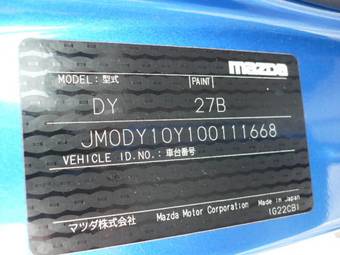 mazda
MODEL: 型式 PAINT
DY 27B
JM0DY10Y100111668
VEHICLE ID.NO.: 車台番号
マツダ株式会社 Mazda Motor Corporation Made in Japan
(G22CB)